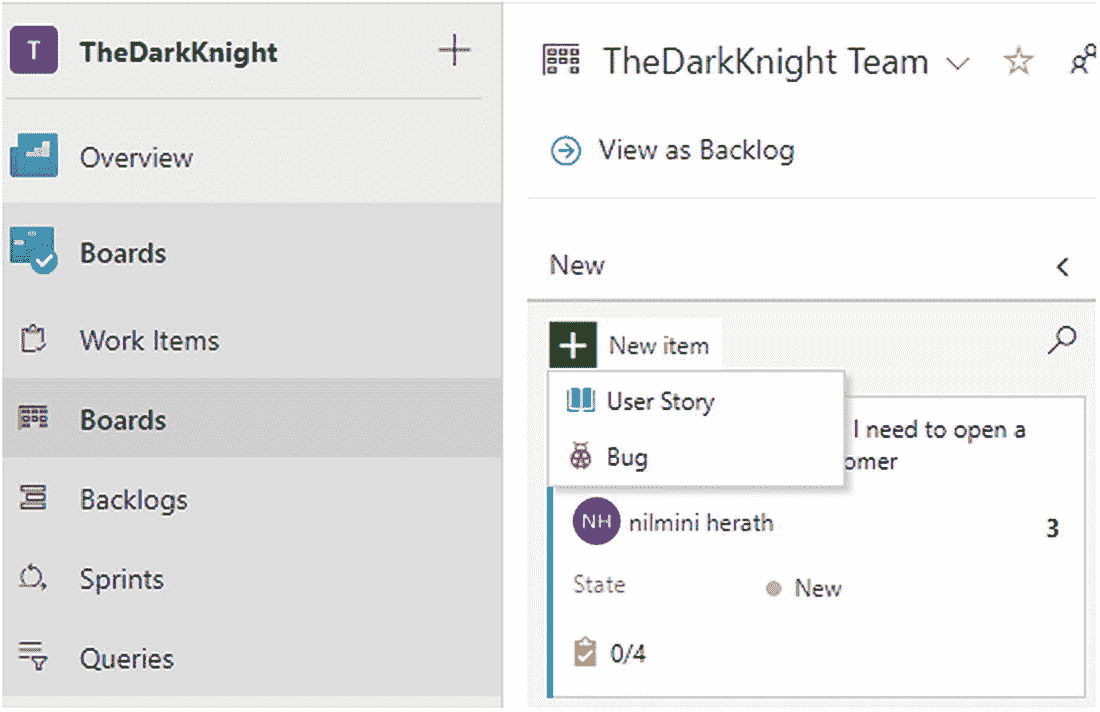 T
TheDarkKnight
Overview
Boards
Work Items
Boards
Backlogs
Sprints
Queries
TheDarkKnight Team
View as Backlog
New
New item
User Story
Bug
I need to open a
omer
NH nilmini herath
3
State
New
0/4